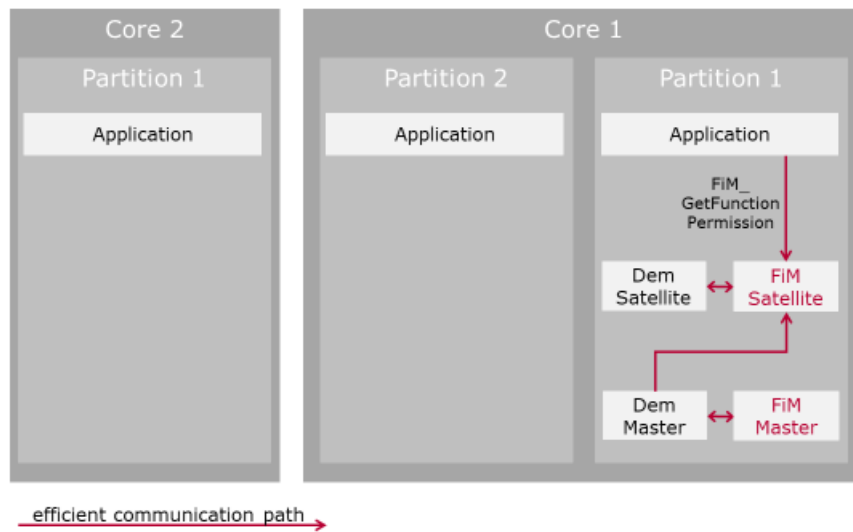 Core 2
Core 1
Partition 1
Partition 2
Partition 1
Application
Application
Application
FiM_
GetFunction
Permission
Dem
Satellite
FiM
Satellite
Dem
Master
FiM
Master
efficient communication path